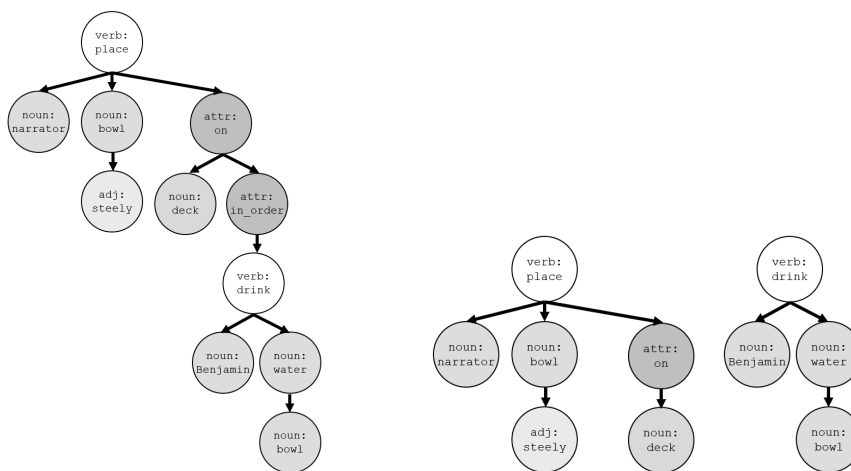 verb:
place
noun:
narrator
noun:
bowl
attr:
on
adj:
steely
noun:
deck
attr:
in_order
verb:
drink
noun:
Benjamin
noun:
water
noun:
bowl
verb:
place
noun:
narrator
noun:
bowl
attr:
on
adj:
steely
noun:
deck
verb:
drink
noun:
Benjamin
noun:
water
noun:
bowl